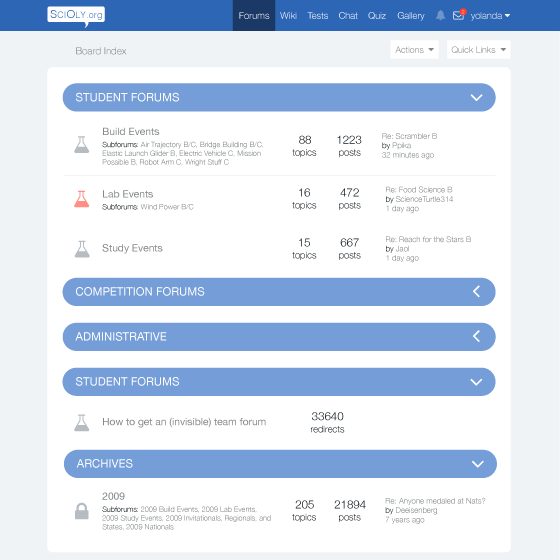 SCIOLY.org
Forums Wiki Tests Chat Quiz Gallery yolanda
Board Index
Actions Quick Links
STUDENT FORUMS
Build Events
Subforums: Air Trajectory B/C, Bridge Building B/C,
Elastic Launch Glider B, Electric Vehicle C, Mission
Possible B, Robot Arm C, Wright Stuff C
88
topics
1223
posts
Re: Scrambler B
by Ppika
32 minutes ago
Lab Events
Subforums: Wind Power B/C
16
topics
472
posts
Re: Food Science B
by ScienceTurtle314
1 day ago
Study Events
15
topics
667
posts
Re: Reach for the Stars B
by Jaol
1 day ago
COMPETITION FORUMS
ADMINISTRATIVE
STUDENT FORUMS
How to get an (invisible) team forum
33640
redirects
ARCHIVES
2009
Subforums: 2009 Build Events, 2009 Lab Events,
2009 Study Events, 2009 Invitationals, Regionals, and
States, 2009 Nationals
205
topics
21894
posts
Re: Anyone medaled at Nats?
by Deeisenberg
7 years ago